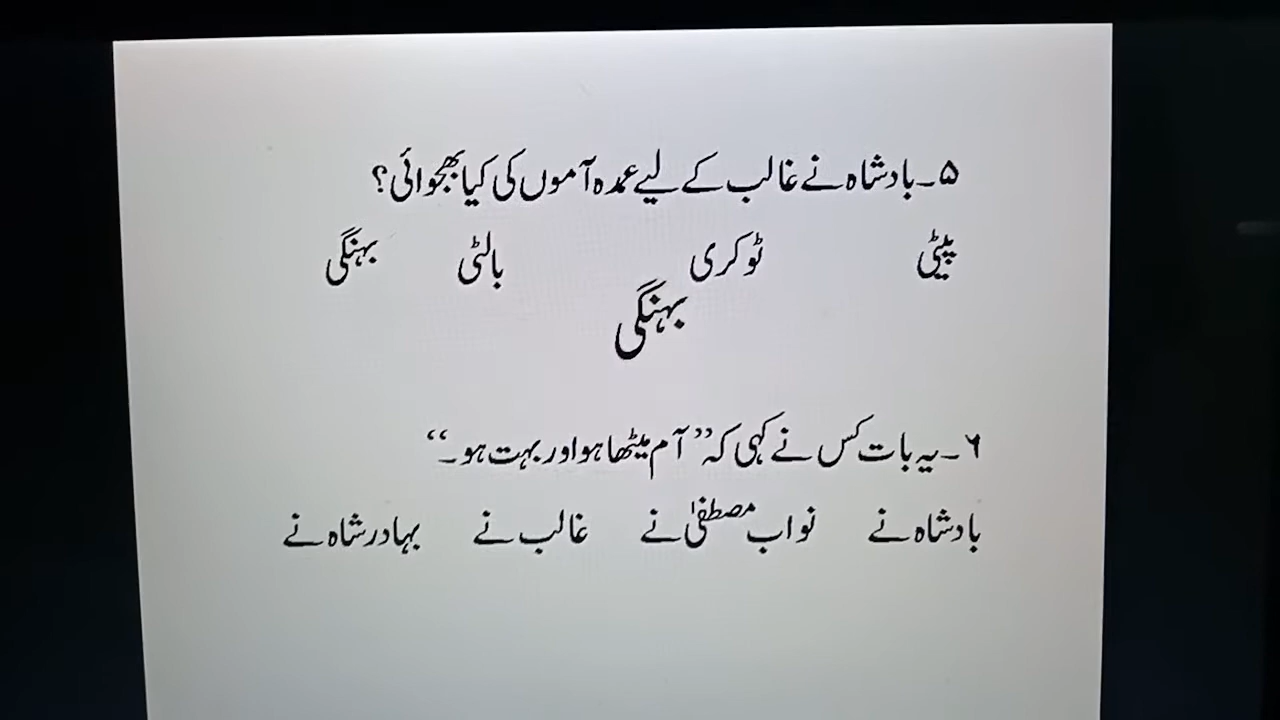 ۵۔ بادشاہ نے غالب کے لیے عمدہ آموں کی کیا بھجوائی؟
پیٹی ٹوکری بالٹی بہنگی
بہنگی
۶۔ یہ بات کس نے کہی کہ ’’ آم میٹھا ہو اور بہت ہو۔ ‘‘
بادشاہ نے نواب مصطفیٰ نے غالب نے بہادر شاہ نے